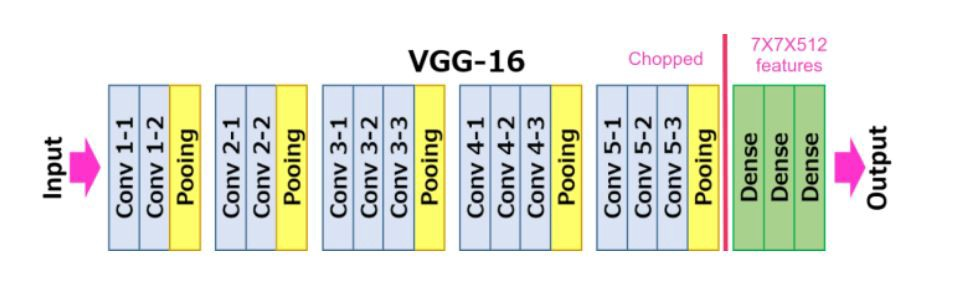 VGG-16
Chopped
7X7X512
features
Input
Conv 1-1
Conv 1-2
Pooing
Conv 2-1
Conv 2-2
Pooing
Conv 3-1
Conv 3-2
Conv 3-3
Pooing
Conv 4-1
Conv 4-2
Conv 4-3
Pooing
Conv 5-1
Conv 5-2
Conv 5-3
Pooing
Dense
Dense
Dense
Output